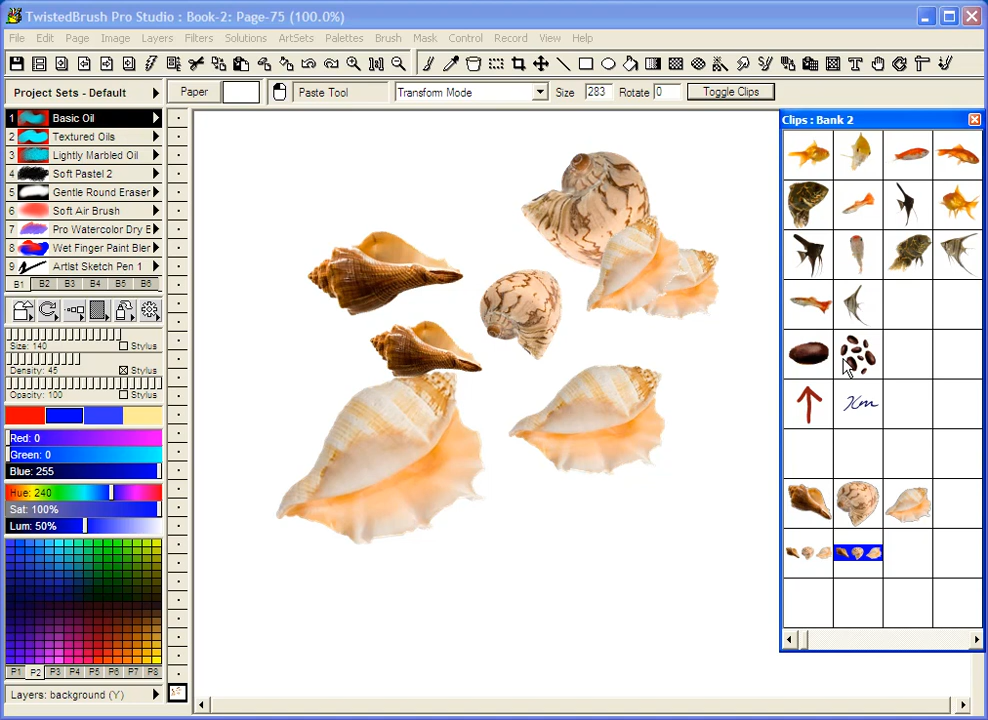 TwistedBrush Pro Studio : Book-2: Page-75 (100.0%)
File Edit Page Image Layers Filters Solutions ArtSets Palettes Brush Mask Control Record View Help
Project Sets - Default Paper Paste Tool Transform Mode Size 283 Rotate 0 Toggle Clips
Clips : Bank 2
1 Basic Oil
2 Textured Oils
3 Lightly Marbled Oil
4 Soft Pastel 2
5 Gentle Round Eraser
6 Soft Air Brush
7 Pro Watercolor Dry E
8 Wet Finger Paint Bler
9 Artist Sketch Pen 1
B1 B2 B3 B4 B5 B6
Size: 140 Stylus
Density: 45 Stylus
Opacity: 100 Stylus
Red: 0
Green: 0
Blue: 255
Hue: 240
Sat: 100%
Lum: 50%
P1 P2 P3 P4 P5 P6 P7 P8
Layers: background (Y)